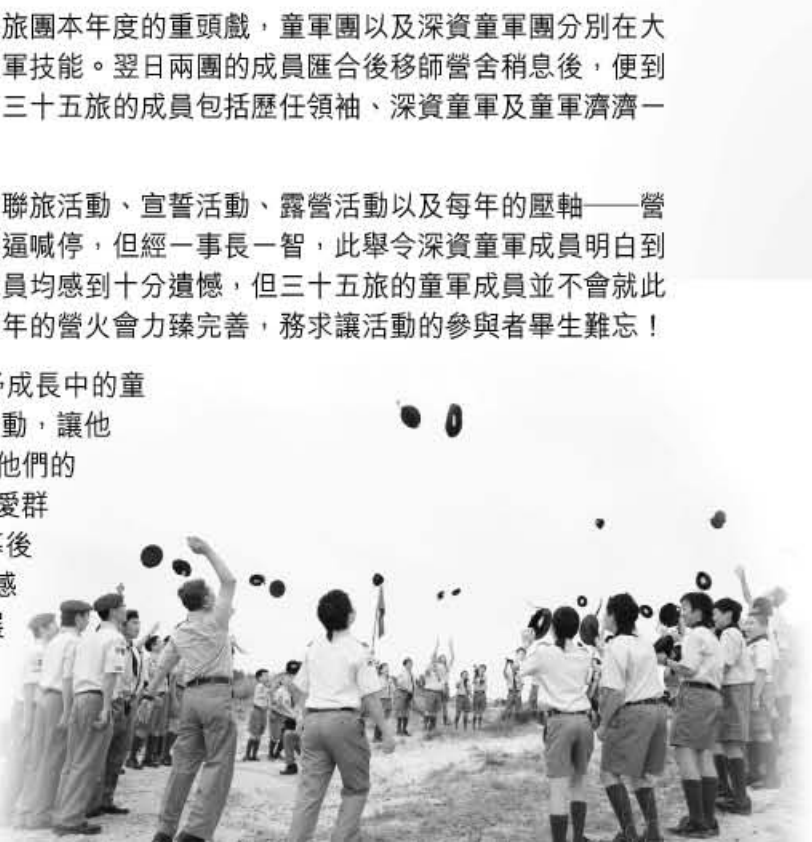 旅團本年度的重頭戲，童軍團以及深資童軍團分別在大
軍技能。翌日兩團的成員匯合後移師營舍稍息後，便到
三十五旅的成員包括歷任領袖、深資童軍及童軍濟濟一
聯旅活動、宣誓活動、露營活動以及每年的壓軸——營
逼喊停，但經一事長一智，此舉令深資童軍成員明白到
員均感到十分遺憾，但三十五旅的童軍成員並不會就此
年的營火會力臻完善，務求讓活動的參與者畢生難忘！
成長中的童
動，讓他
他們的
愛群
後
感